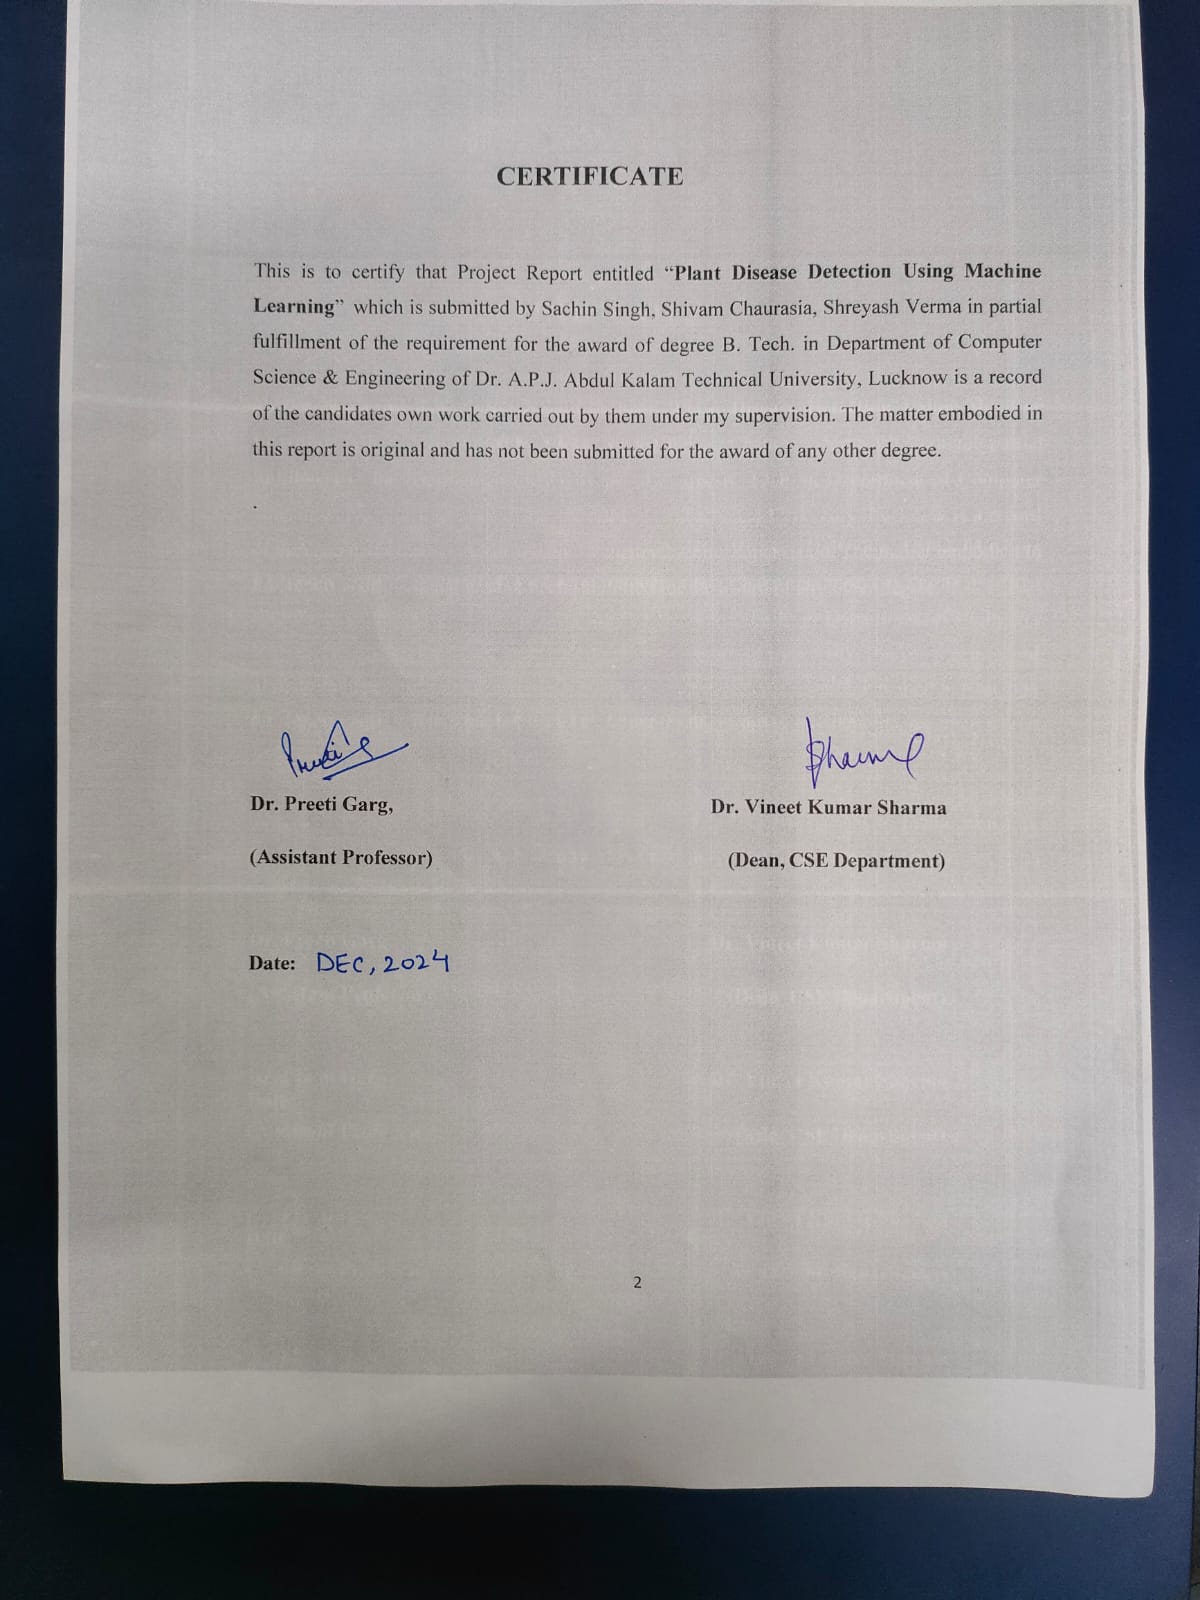 CERTIFICATE
This is to certify that Project Report entitled “Plant Disease Detection Using Machine
Learning” which is submitted by Sachin Singh, Shivam Chaurasia, Shreyash Verma in partial
fulfillment of the requirement for the award of degree B. Tech. in Department of Computer
Science & Engineering of Dr. A.P.J. Abdul Kalam Technical University, Lucknow is a record
of the candidates own work carried out by them under my supervision. The matter embodied in
this report is original and has not been submitted for the award of any other degree.
.
Preeti
Sharma
Dr. Preeti Garg,
Dr. Vineet Kumar Sharma
(Assistant Professor)
(Dean, CSE Department)
Date: DEC, 2024
2